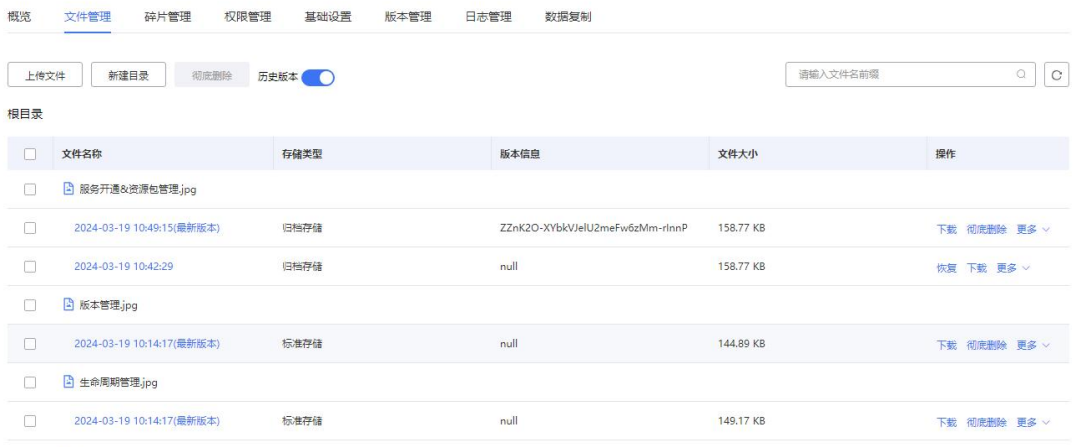 概览 文件管理 碎片管理 权限管理 基础设置 版本管理 日志管理 数据复制
上传文件 新建目录 彻底删除 历史版本 请输入文件名前缀
根目录
文件名称 存储类型 版本信息 文件大小 操作
服务开通&资源包管理.jpg
2024-03-19 10:49:15(最新版本) 归档存储 ZZnK2O-XYbkVJelU2meFw6zMm-rInnP 158.77 KB 下载 彻底删除 更多
2024-03-19 10:42:29 归档存储 null 158.77 KB 恢复 下载 更多
版本管理.jpg
2024-03-19 10:14:17(最新版本) 标准存储 null 144.89 KB 下载 彻底删除 更多
生命周期管理.jpg
2024-03-19 10:14:17(最新版本) 标准存储 null 149.17 KB 下载 彻底删除 更多